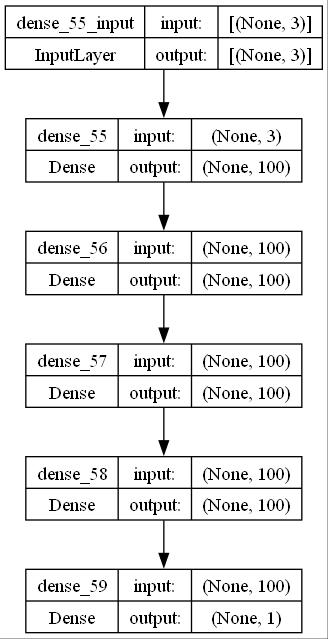 dense_55_input input: [(None, 3)]
InputLayer output: [(None, 3)]
dense_55 input: (None, 3)
Dense output: (None, 100)
dense_56 input: (None, 100)
Dense output: (None, 100)
dense_57 input: (None, 100)
Dense output: (None, 100)
dense_58 input: (None, 100)
Dense output: (None, 100)
dense_59 input: (None, 100)
Dense output: (None, 1)